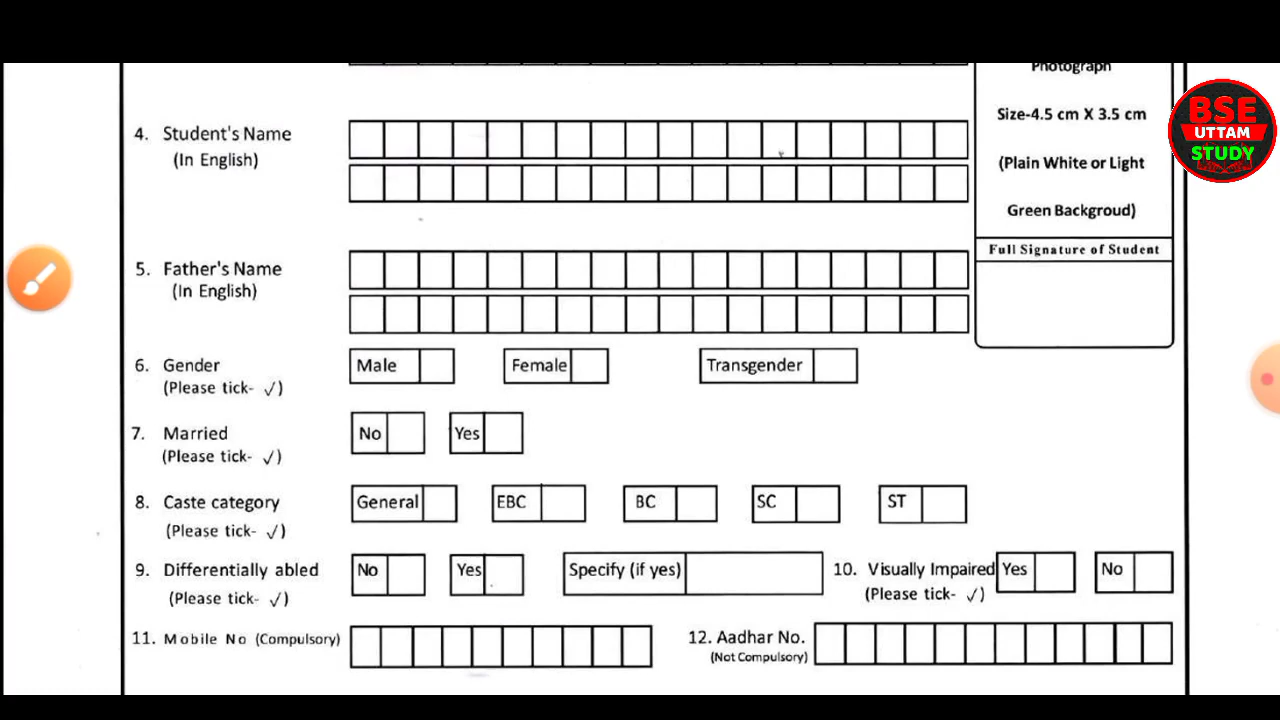 Photograph
BSE
UTTAM
STUDY
Size-4.5 cm X 3.5 cm
4. Student's Name
(In English)
(Plain White or Light
Green Backgroud)
Full Signature of Student
5. Father's Name
(In English)
6. Gender Male Female Transgender
(Please tick- ✓)
7. Married No Yes
(Please tick- ✓)
8. Caste category General EBC BC SC ST
(Please tick- ✓)
9. Differentially abled No Yes Specify (if yes) 10. Visually Impaired Yes No
(Please tick- ✓) (Please tick- ✓)
11. Mobile No (Compulsory) 12. Aadhar No.
(Not Compulsory)